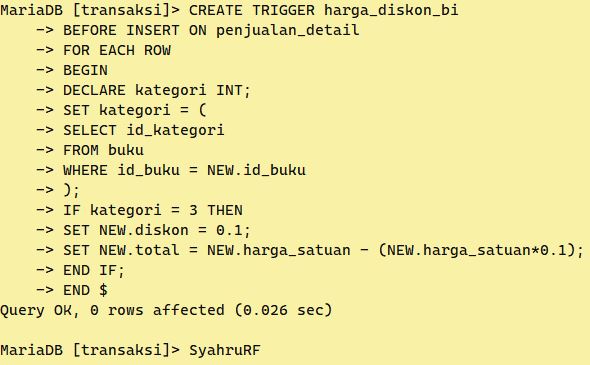 MariaDB [transaksi]> CREATE TRIGGER harga_diskon_bi
    -> BEFORE INSERT ON penjualan_detail
    -> FOR EACH ROW
    -> BEGIN
    -> DECLARE kategori INT;
    -> SET kategori = (
    -> SELECT id_kategori
    -> FROM buku
    -> WHERE id_buku = NEW.id_buku
    -> );
    -> IF kategori = 3 THEN
    -> SET NEW.diskon = 0.1;
    -> SET NEW.total = NEW.harga_satuan - (NEW.harga_satuan*0.1);
    -> END IF;
    -> END $
Query OK, 0 rows affected (0.026 sec)

MariaDB [transaksi]> SyahruRF